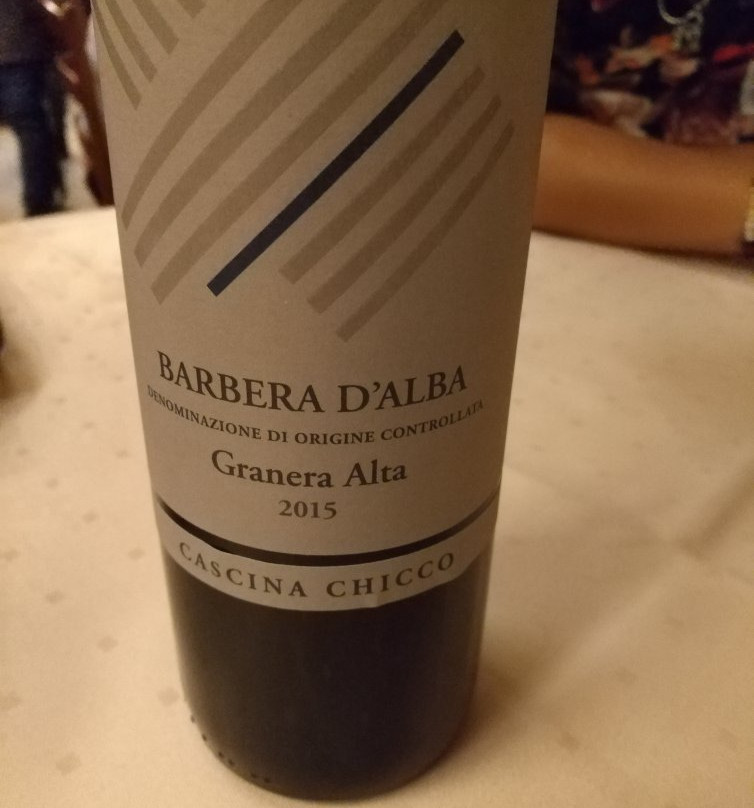 BARBERA D'ALBA
DENOMINAZIONE DI ORIGINE CONTROLLATA
Granera Alta
2015
CASCINA CHICCO